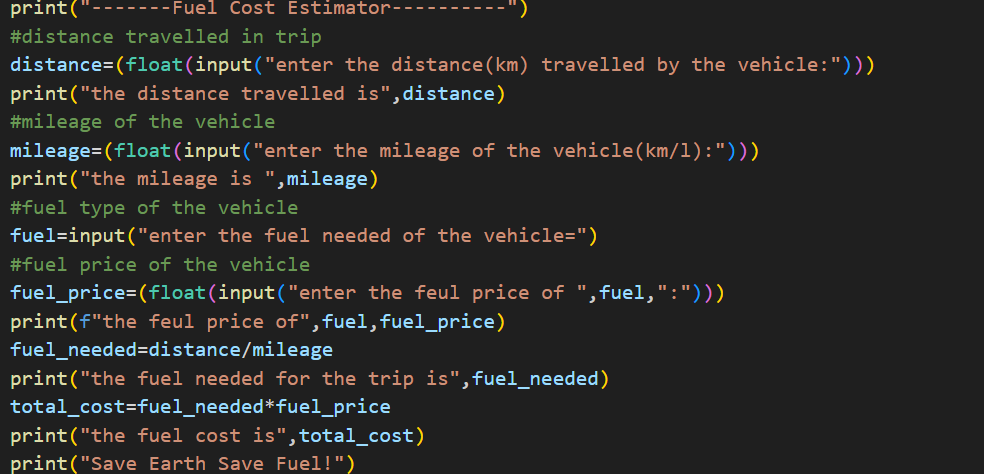 print("-------Fuel Cost Estimator----------")
#distance travelled in trip
distance=(float(input("enter the distance(km) travelled by the vehicle:")))
print("the distance travelled is",distance)
#mileage of the vehicle
mileage=(float(input("enter the mileage of the vehicle(km/l):")))
print("the mileage is ",mileage)
#fuel type of the vehicle
fuel=input("enter the fuel needed of the vehicle=")
#fuel price of the vehicle
fuel_price=(float(input("enter the feul price of ",fuel,":")))
print(f"the feul price of",fuel,fuel_price)
fuel_needed=distance/mileage
print("the fuel needed for the trip is",fuel_needed)
total_cost=fuel_needed*fuel_price
print("the fuel cost is",total_cost)
print("Save Earth Save Fuel!")